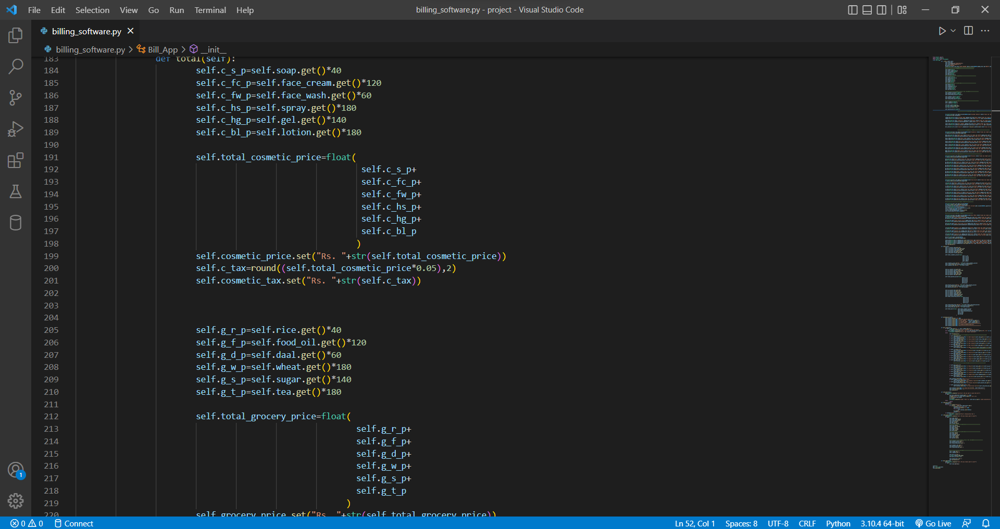 File Edit Selection View Go Run Terminal Help
billing_software.py - project - Visual Studio Code
billing_software.py
billing_software.py > Bill_App > __init__
183 def total(self):
184 self.c_s_p=self.soap.get()*40
185 self.c_fc_p=self.face_cream.get()*120
186 self.c_fw_p=self.face_wash.get()*60
187 self.c_hs_p=self.spray.get()*180
188 self.c_hg_p=self.gel.get()*140
189 self.c_bl_p=self.lotion.get()*180
190
191 self.total_cosmetic_price=float(
192 self.c_s_p+
193 self.c_fc_p+
194 self.c_fw_p+
195 self.c_hs_p+
196 self.c_hg_p+
197 self.c_bl_p
198 )
199 self.cosmetic_price.set("Rs. "+str(self.total_cosmetic_price))
200 self.c_tax=round((self.total_cosmetic_price*0.05),2)
201 self.cosmetic_tax.set("Rs. "+str(self.c_tax))
202
203
204
205 self.g_r_p=self.rice.get()*40
206 self.g_f_p=self.food_oil.get()*120
207 self.g_d_p=self.daal.get()*60
208 self.g_w_p=self.wheat.get()*180
209 self.g_s_p=self.sugar.get()*140
210 self.g_t_p=self.tea.get()*180
211
212 self.total_grocery_price=float(
213 self.g_r_p+
214 self.g_f_p+
215 self.g_d_p+
216 self.g_w_p+
217 self.g_s_p+
218 self.g_t_p
219 )
220 self.grocery_price.set("Rs. "+str(self.total_grocery_price))
1
0 0 Connect
Ln 52, Col 1 Spaces: 8 UTF-8 CRLF Python 3.10.4 64-bit Go Live